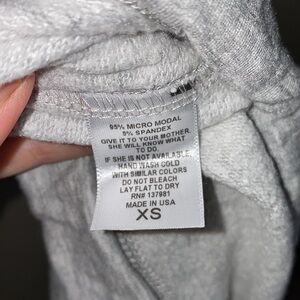 95% MICRO MODAL
5% SPANDEX
GIVE IT TO YOUR MOTHER.
SHE WILL KNOW WHAT
TO DO.
IF SHE IS NOT AVAILABLE,
HAND WASH COLD
WITH SIMILAR COLORS
DO NOT BLEACH
LAY FLAT TO DRY
RN# 137981
MADE IN USA
XS